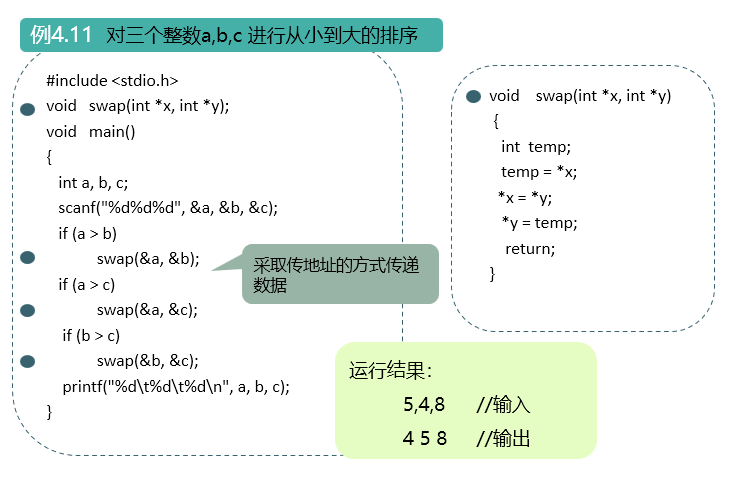 例4.11 对三个整数a,b,c 进行从小到大的排序
#include <stdio.h>
void swap(int *x, int *y);
void main()
{
int a, b, c;
scanf("%d%d%d", &a, &b, &c);
if (a > b)
swap(&a, &b);
if (a > c)
swap(&a, &c);
if (b > c)
swap(&b, &c);
printf("%d\t%d\t%d\n", a, b, c);
}
采取传地址的方式传递
数据
void swap(int *x, int *y)
{
int temp;
temp = *x;
*x = *y;
*y = temp;
return;
}
运行结果：
5,4,8 //输入
4 5 8 //输出